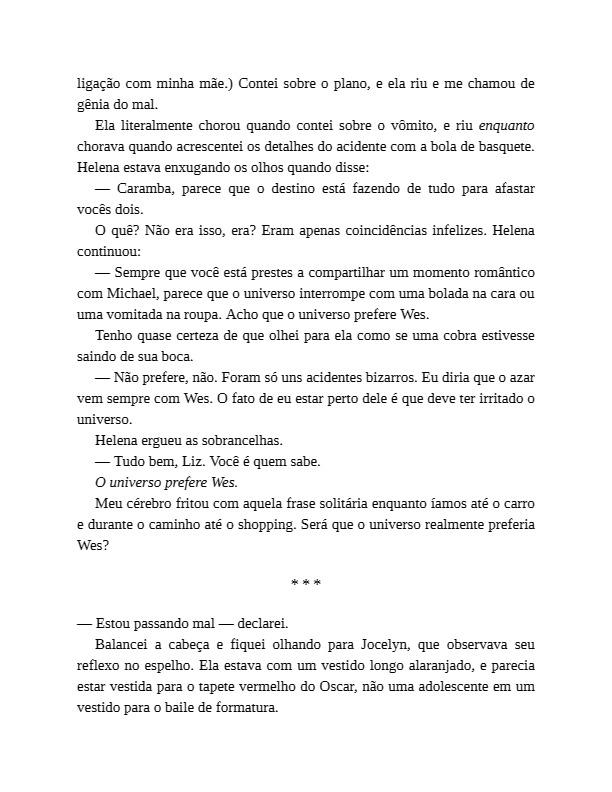 ligação com minha mãe.) Contei sobre o plano, e ela riu e me chamou de
gênia do mal.
Ela literalmente chorou quando contei sobre o vômito, e riu enquanto
chorava quando acrescentei os detalhes do acidente com a bola de basquete.
Helena estava enxugando os olhos quando disse:
— Caramba, parece que o destino está fazendo de tudo para afastar
vocês dois.
O quê? Não era isso, era? Eram apenas coincidências infelizes. Helena
continuou:
— Sempre que você está prestes a compartilhar um momento romântico
com Michael, parece que o universo interrompe com uma bolada na cara ou
uma vomitada na roupa. Acho que o universo prefere Wes.
Tenho quase certeza de que olhei para ela como se uma cobra estivesse
saindo de sua boca.
— Não prefere, não. Foram só uns acidentes bizarros. Eu diria que o azar
vem sempre com Wes. O fato de eu estar perto dele é que deve ter irritado o
universo.
Helena ergueu as sobrancelhas.
— Tudo bem, Liz. Você é quem sabe.
O universo prefere Wes.
Meu cérebro fritou com aquela frase solitária enquanto íamos até o carro
e durante o caminho até o shopping. Será que o universo realmente preferia
Wes?
* * *
— Estou passando mal — declarei.
Balancei a cabeça e fiquei olhando para Jocelyn, que observava seu
reflexo no espelho. Ela estava com um vestido longo alaranjado, e parecia
estar vestida para o tapete vermelho do Oscar, não uma adolescente em um
vestido para o baile de formatura.